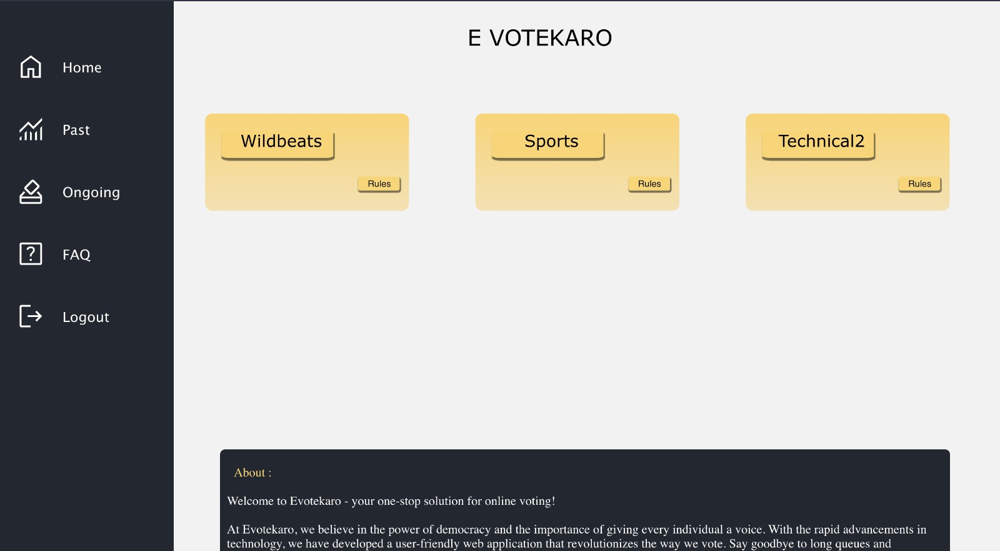 E VOTEKARO
Home
Past
Ongoing
FAQ
Logout
Wildbeats
Rules
Sports
Rules
Technical2
Rules
About :
Welcome to Evotekaro - your one-stop solution for online voting!
At Evotekaro, we believe in the power of democracy and the importance of giving every individual a voice. With the rapid advancements in
technology, we have developed a user-friendly web application that revolutionizes the way we vote. Say goodbye to long queues and